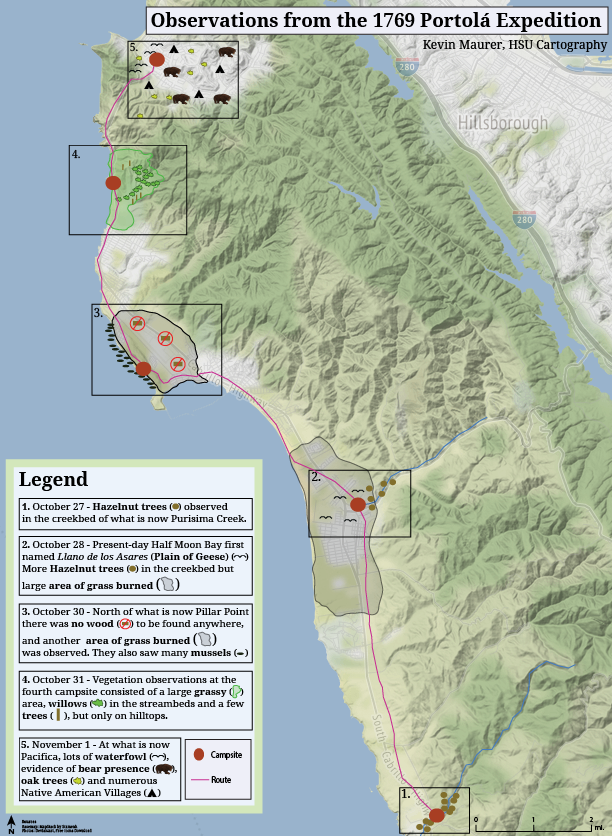 Observations from the 1769 Portolá Expedition
Kevin Maurer, HSU Cartography
5.
280
Hillsborough
4.
280
3.
Highway
2.
Legend
1. October 27 - Hazelnut trees ( ) observed
in the creekbed of what is now Purisima Creek.
2. October 28 - Present-day Half Moon Bay first
named Llano de los Asares (Plain of Geese) ( )
More Hazelnut trees ( ) in the creekbed but
large area of grass burned ( )
3. October 30 - North of what is now Pillar Point
there was no wood ( ) to be found anywhere,
and another area of grass burned ( )
was observed. They also saw many mussels ( )
4. October 31 - Vegetation observations at the
fourth campsite consisted of a large grassy ( )
area, willows ( ) in the streambeds and a few
trees ( ), but only on hilltops.
5. November 1 - At what is now
Pacifica, lots of waterfowl ( ),
evidence of bear presence ( ),
oak trees ( ) and numerous
Native American Villages ( )
Campsite
Route
South Cabrillo
1.
N
Sources
0 1 2
mi.